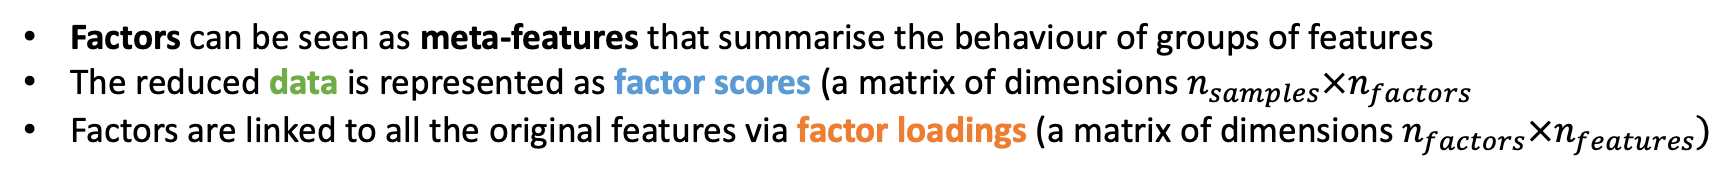 • Factors can be seen as meta-features that summarise the behaviour of groups of features
• The reduced data is represented as factor scores (a matrix of dimensions n_samples×n_factors
• Factors are linked to all the original features via factor loadings (a matrix of dimensions n_factors×n_features)